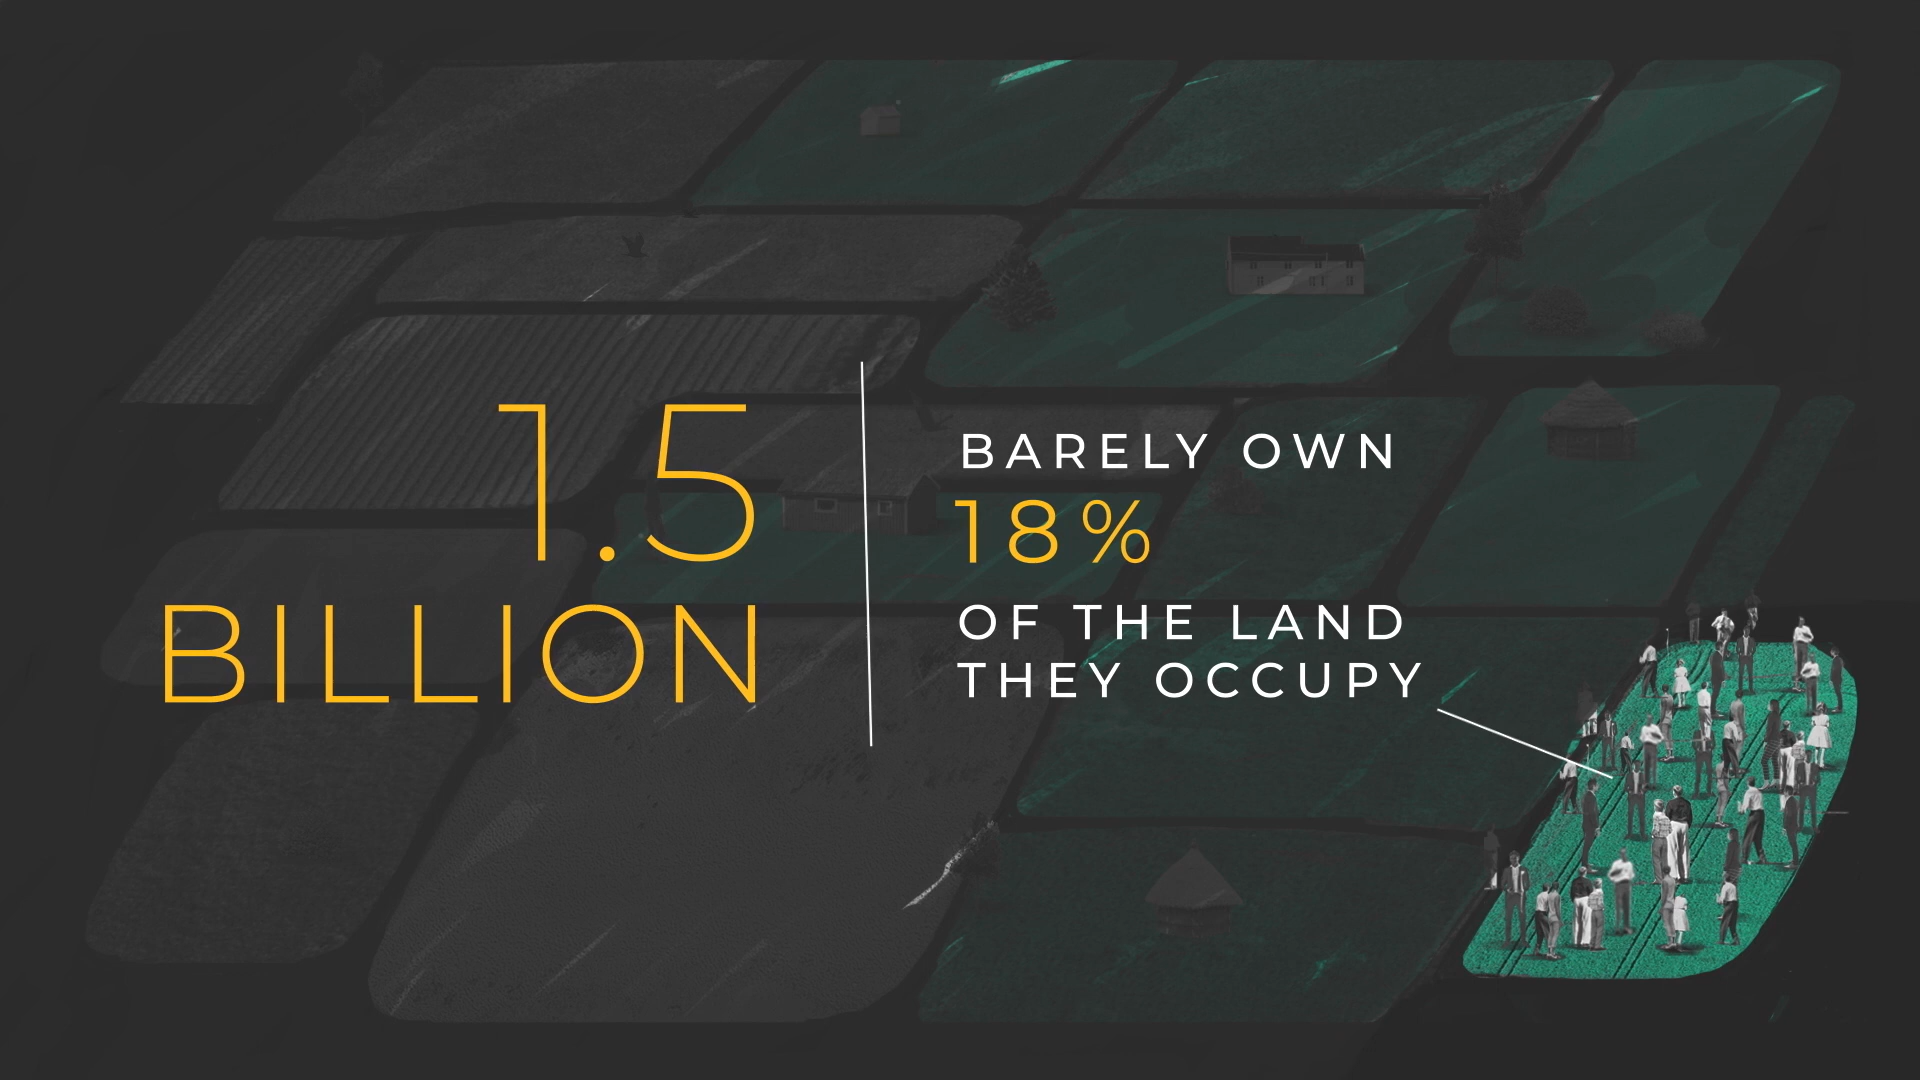 1.5
BILLION
BARELY OWN
18%
OF THE LAND
THEY OCCUPY